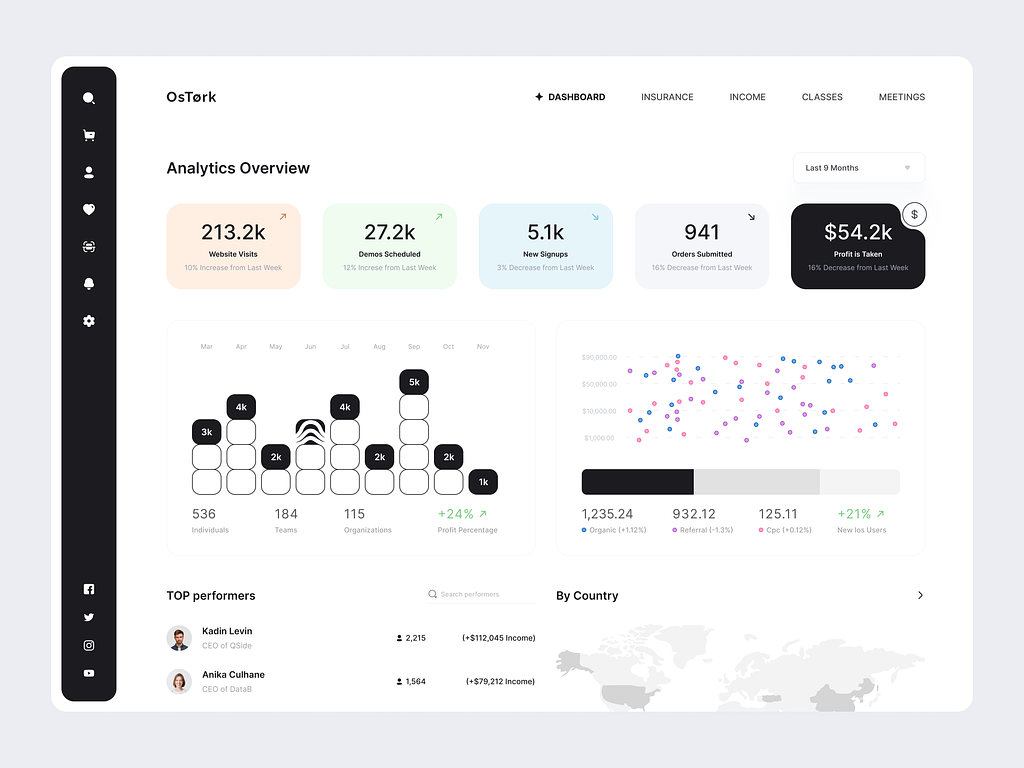 OsTørk
DASHBOARD
INSURANCE
INCOME
CLASSES
MEETINGS
Analytics Overview
Last 9 Months
213.2k
Website Visits
10% Increase from Last Week
27.2k
Demos Scheduled
12% Increse from Last Week
5.1k
New Signups
3% Decrease from Last Week
941
Orders Submitted
16% Decrease from Last Week
$
$54.2k
Profit is Taken
16% Decrease from Last Week
Mar Apr May Jun Jul Aug Sep Oct Nov
3k
4k
2k
4k
2k
5k
2k
1k
536
Individuals
184
Teams
115
Organizations
+24%
Profit Percentage
$90,000.00
$50,000.00
$10,000.00
$1,000.00
1,235.24
Organic (+1.12%)
932.12
Referral (-1.3%)
125.11
Cpc (+0.12%)
+21%
New Ios Users
TOP performers
Search performers
Kadin Levin
CEO of QSide
2,215
(+$112,045 Income)
Anika Culhane
CEO of DataB
1,564
(+$79,212 Income)
By Country